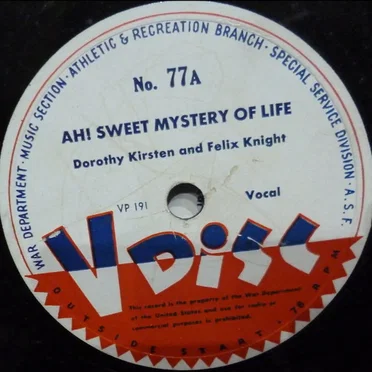 WAR DEPARTMENT · MUSIC SECTION · ATHLETIC & RECREATION BRANCH · SPECIAL SERVICE DIVISION · A.S.F.
No. 77A
AH! SWEET MYSTERY OF LIFE
Dorothy Kirsten and Felix Knight
VP 191
Vocal
V DISC
This record is the property of the War Department
of the United States and use for radio or
commercial purposes is prohibited.
OUTSIDE START · 78 RPM